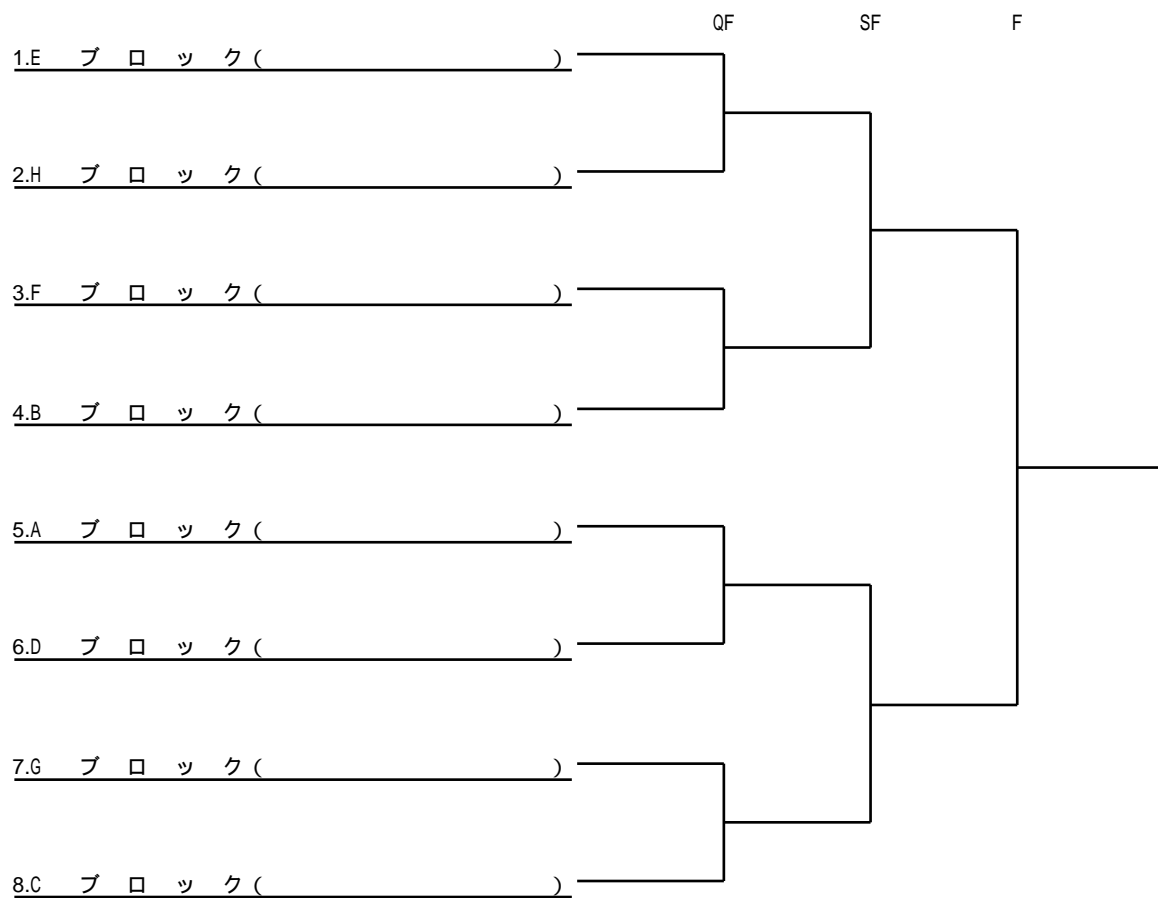 QF SF F
1.E ブロック( )
2.H ブロック( )
3.F ブロック( )
4.B ブロック( )
5.A ブロック( )
6.D ブロック( )
7.G ブロック( )
8.C ブロック( )